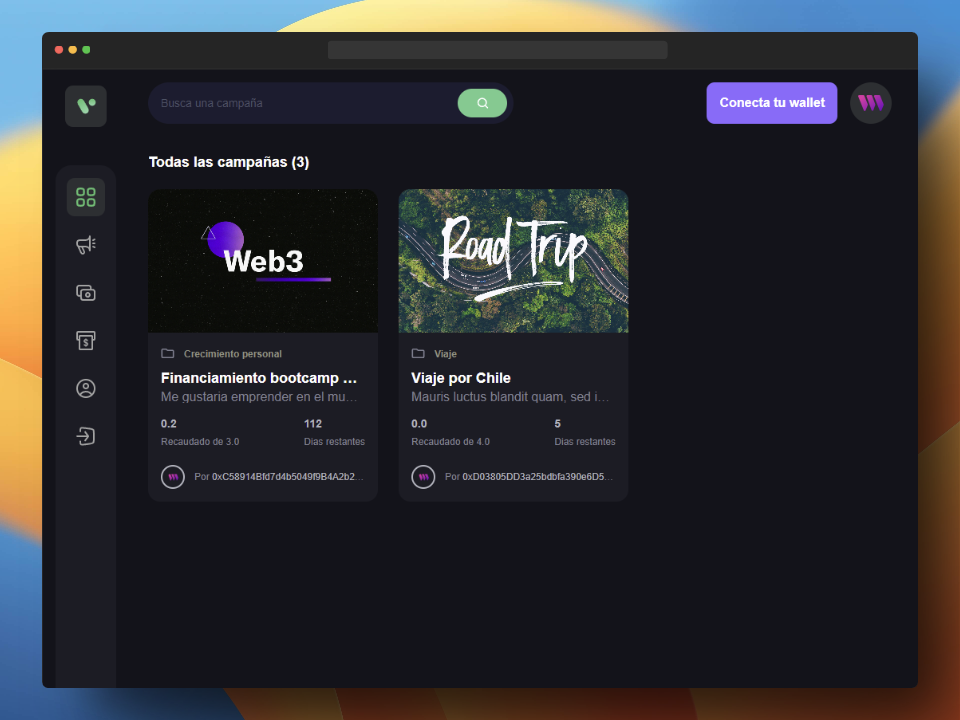 Busca una campaña
Conecta tu wallet
Todas las campañas (3)
Web3
Road Trip
Crecimiento personal
Viaje
Financiamiento bootcamp ...
Viaje por Chile
Me gustaria emprender en el mu...
Mauris luctus blandit quam, sed i...
0.2
112
0.0
5
Recaudado de 3.0
Dias restantes
Recaudado de 4.0
Dias restantes
Por 0xC58914Bfd7d4b5049f9B4A2b2...
Por 0xD03805DD3a25bdbfa390e6D5...